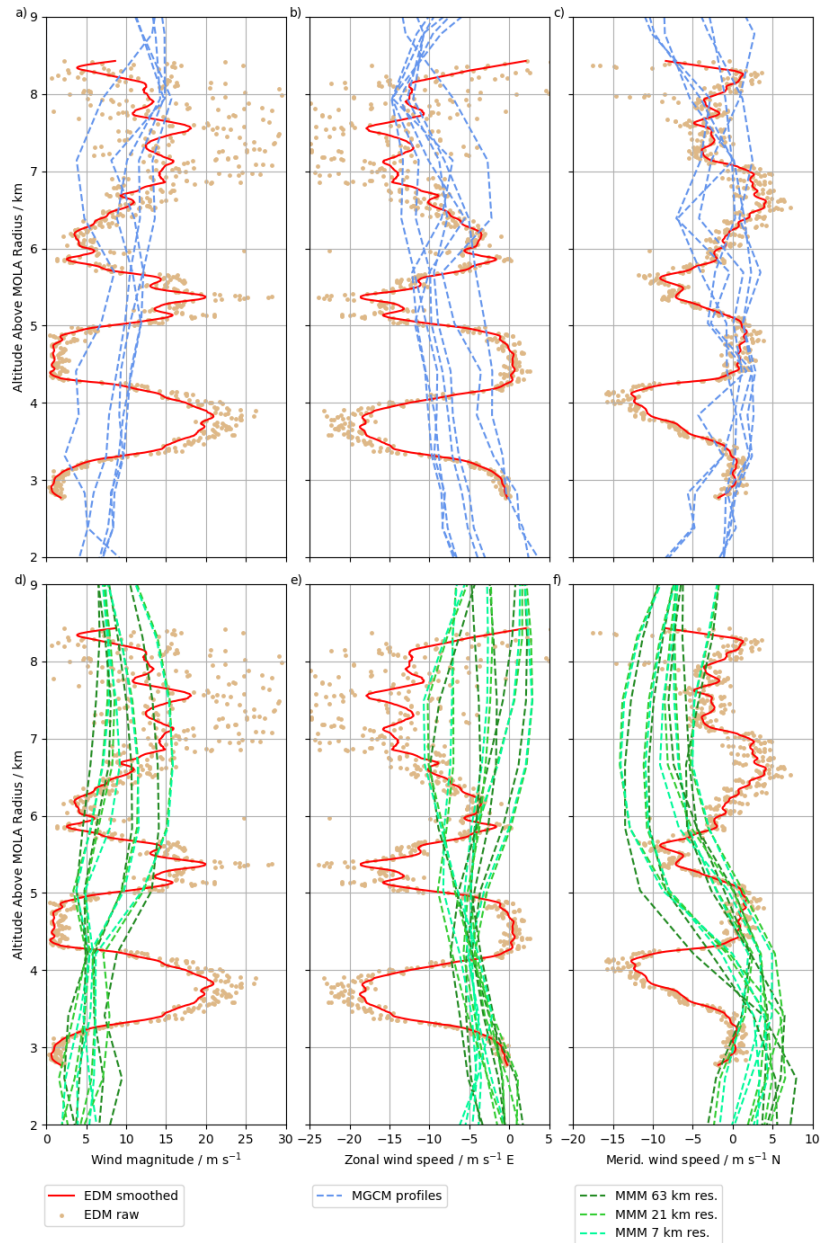 a)
b)
c)
9
8
7
6
5
4
3
2
Altitude Above MOLA Radius / km
d)
e)
f)
9
8
7
6
5
4
3
2
Altitude Above MOLA Radius / km
0 5 10 15 20 25 30
−25 −20 −15 −10 −5 0 5
−20 −10 0 10
Wind magnitude / m s⁻¹
Zonal wind speed / m s⁻¹ E
Merid. wind speed / m s⁻¹ N
EDM smoothed
EDM raw
MGCM profiles
MMM 63 km res.
MMM 21 km res.
MMM 7 km res.